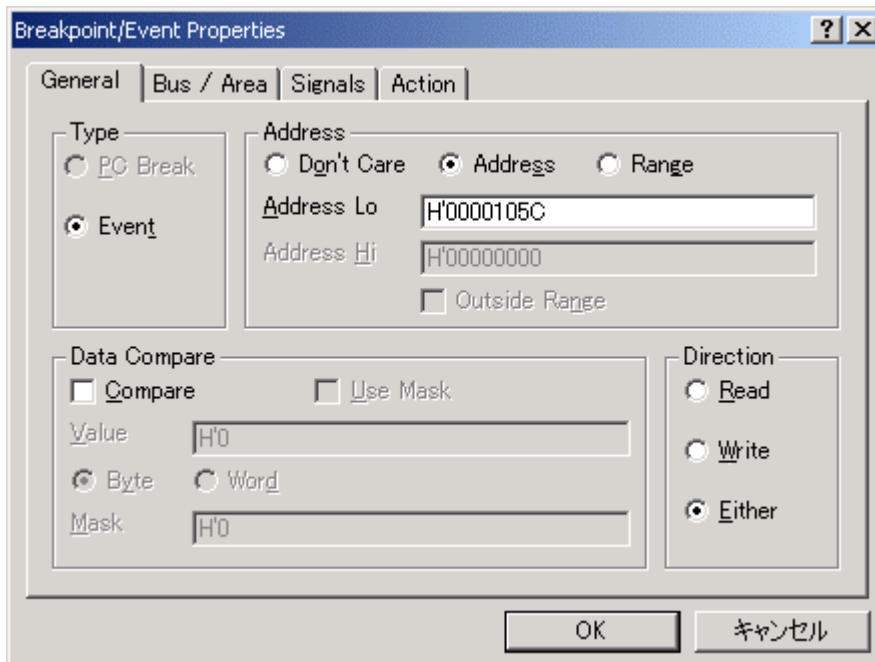 Breakpoint/Event Properties
General Bus / Area Signals Action
Type
PC Break
Event
Address
Don't Care Address Range
Address Lo H'0000105C
Address Hi H'00000000
Outside Range
Data Compare
Compare Use Mask
Value H'0
Byte Word
Mask H'0
Direction
Read
Write
Either
OK キャンセル